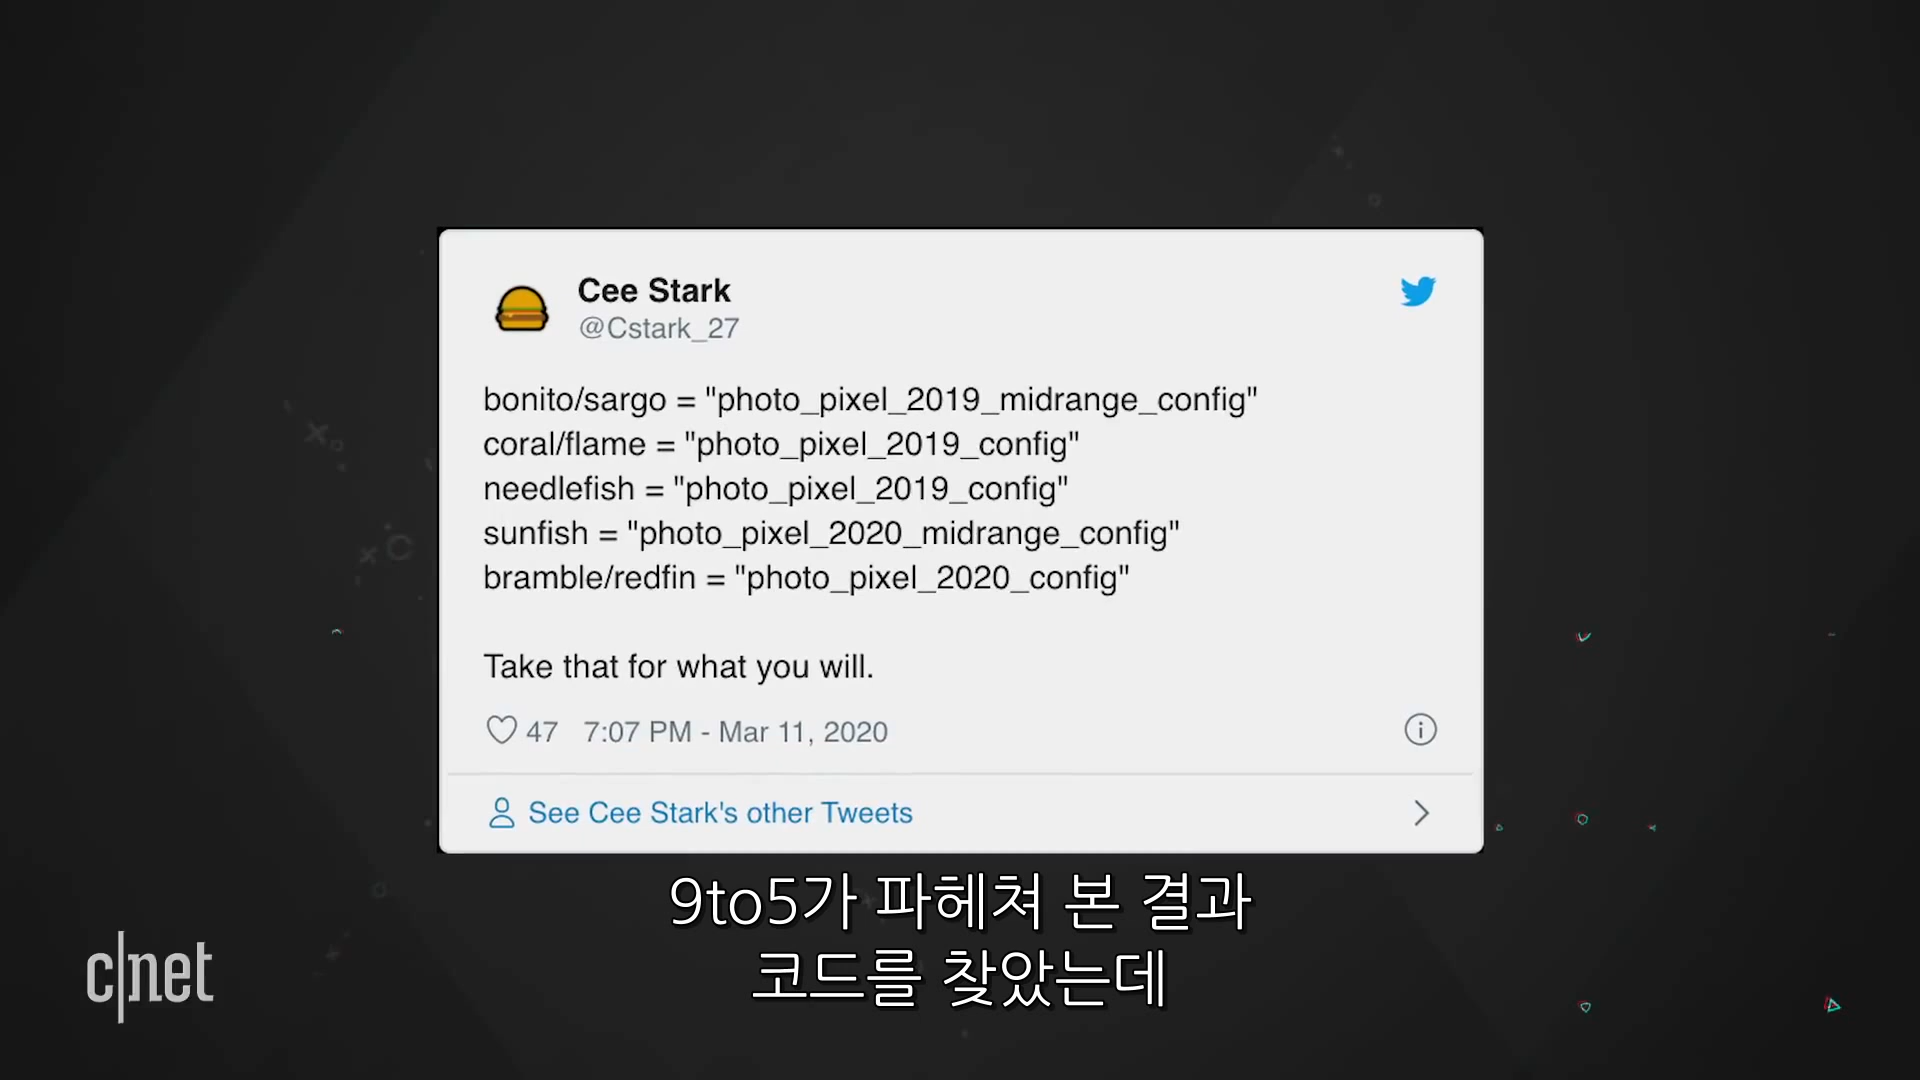 Cee Stark
@Cstark_27
bonito/sargo = "photo_pixel_2019_midrange_config"
coral/flame = "photo_pixel_2019_config"
needlefish = "photo_pixel_2019_config"
sunfish = "photo_pixel_2020_midrange_config"
bramble/redfin = "photo_pixel_2020_config"
Take that for what you will.
47 7:07 PM - Mar 11, 2020
See Cee Stark's other Tweets
9to5가 파헤쳐 본 결과
코드를 찾았는데
c|net